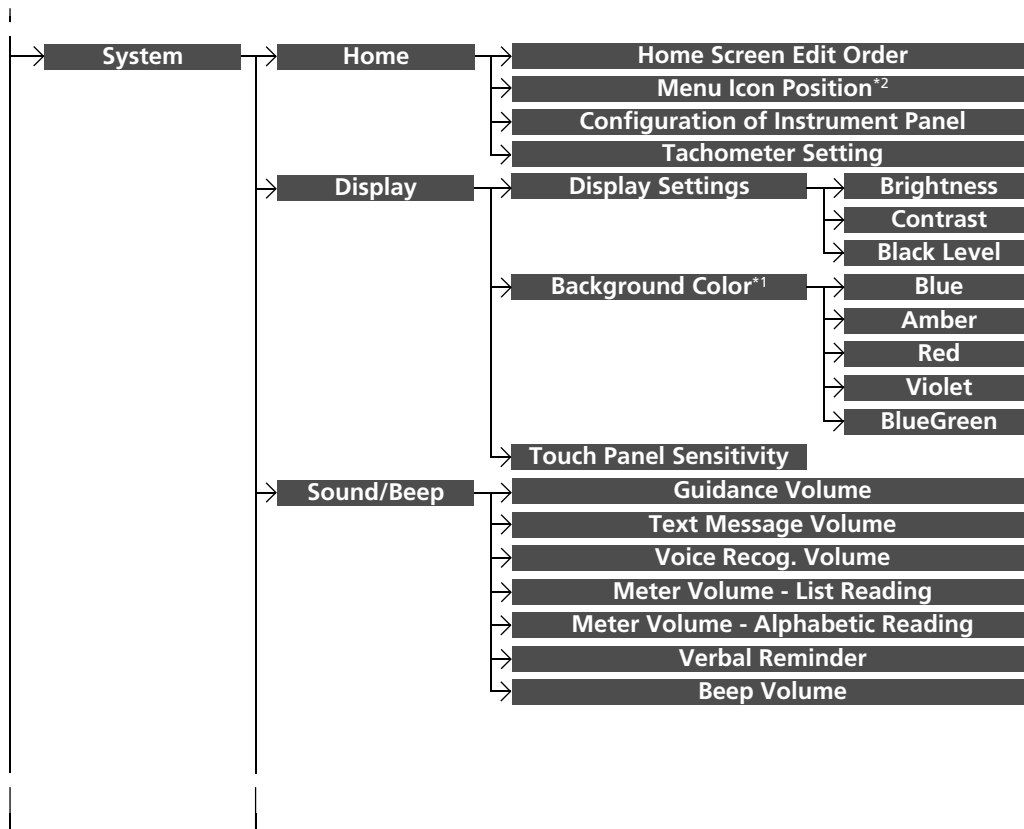 System
Home
Home Screen Edit Order
Menu Icon Position*2
Configuration of Instrument Panel
Tachometer Setting
Display
Display Settings
Brightness
Contrast
Black Level
Background Color*1
Blue
Amber
Red
Violet
BlueGreen
Touch Panel Sensitivity
Sound/Beep
Guidance Volume
Text Message Volume
Voice Recog. Volume
Meter Volume - List Reading
Meter Volume - Alphabetic Reading
Verbal Reminder
Beep Volume